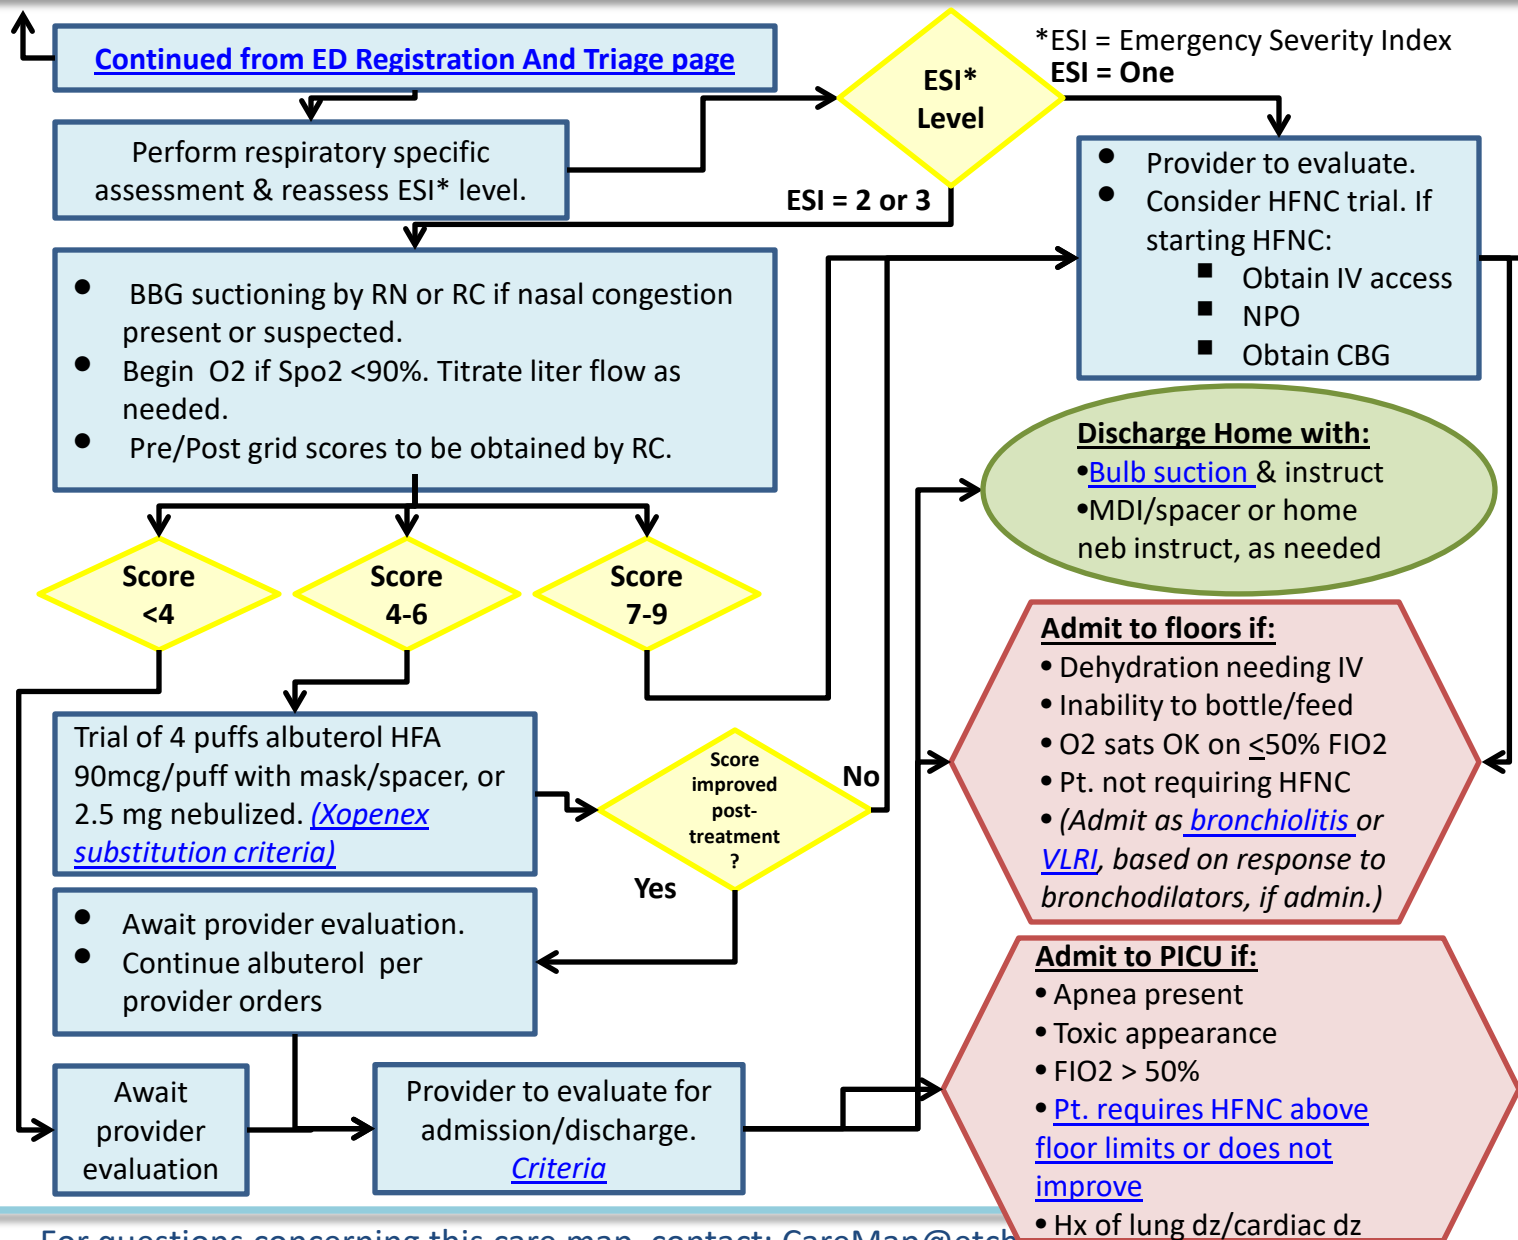 Continued from ED Registration And Triage page
*ESI = Emergency Severity Index
ESI = One
ESI*
Level
Perform respiratory specific
assessment & reassess ESI* level.
ESI = 2 or 3
• Provider to evaluate.
• Consider HFNC trial. If
starting HFNC:
▪ Obtain IV access
▪ NPO
▪ Obtain CBG
• BBG suctioning by RN or RC if nasal congestion
present or suspected.
• Begin O2 if Spo2 <90%. Titrate liter flow as
needed.
• Pre/Post grid scores to be obtained by RC.
Discharge Home with:
•Bulb suction & instruct
•MDI/spacer or home
neb instruct, as needed
Score
<4
Score
4-6
Score
7-9
Admit to floors if:
• Dehydration needing IV
• Inability to bottle/feed
• O2 sats OK on <50% FIO2
• Pt. not requiring HFNC
• (Admit as bronchiolitis or
VLRI, based on response to
bronchodilators, if admin.)
Trial of 4 puffs albuterol HFA
90mcg/puff with mask/spacer, or
2.5 mg nebulized. (Xopenex
substitution criteria)
Score
improved
post-
treatment
?
No
Yes
• Await provider evaluation.
• Continue albuterol per
provider orders
Await
provider
evaluation
Provider to evaluate for
admission/discharge.
Criteria
Admit to PICU if:
• Apnea present
• Toxic appearance
• FIO2 > 50%
• Pt. requires HFNC above
floor limits or does not
improve
• Hx of lung dz/cardiac dz
For questions concerning this care map, contact: CareMap@etch